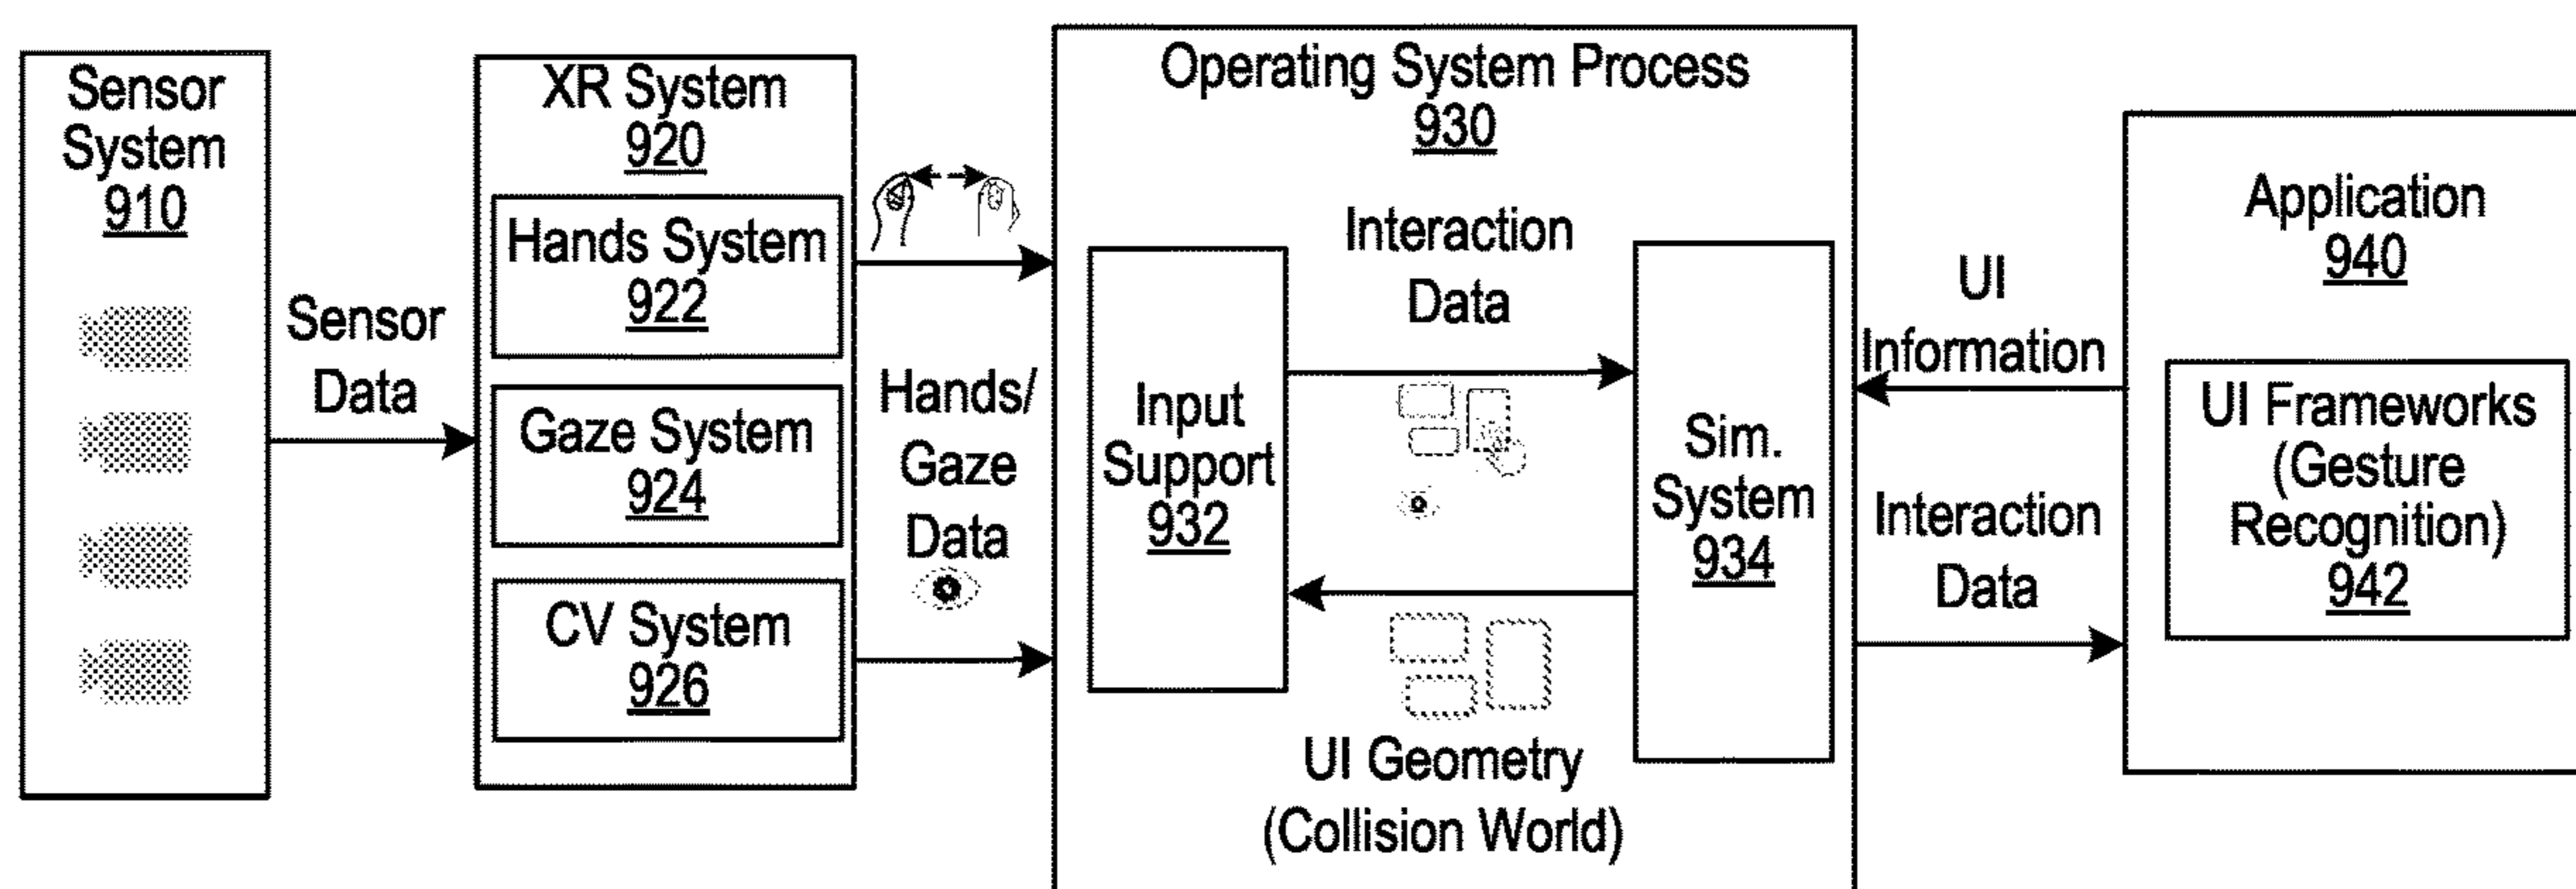 Sensor
System
910
Sensor
Data
XR System
920
Hands System
922
Gaze System
924
CV System
926
Hands/
Gaze
Data
Operating System Process
930
Input
Support
932
Interaction
Data
Sim.
System
934
UI Geometry
(Collision World)
UI
Information
Interaction
Data
Application
940
UI Frameworks
(Gesture
Recognition)
942